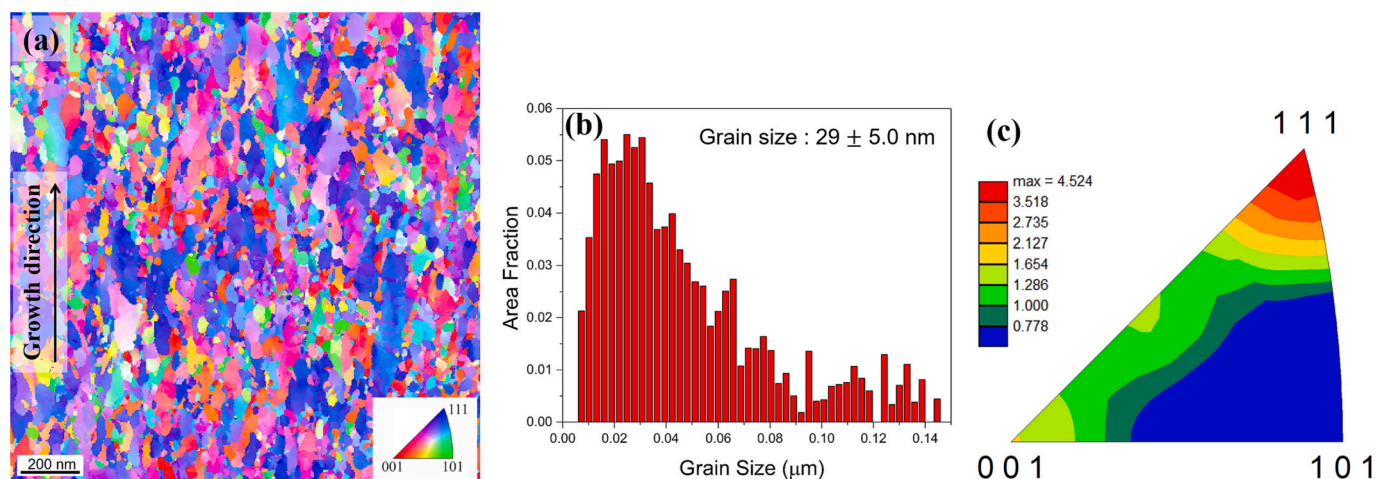 (a)
Growth direction
200 nm
111
001
101
(b)
Grain size : 29 ± 5.0 nm
0.06
0.05
0.04
0.03
0.02
0.01
0.00
Area Fraction
0.00 0.02 0.04 0.06 0.08 0.10 0.12 0.14
Grain Size (μm)
(c)
max = 4.524
3.518
2.735
2.127
1.654
1.286
1.000
0.778
1 1 1
0 0 1
1 0 1